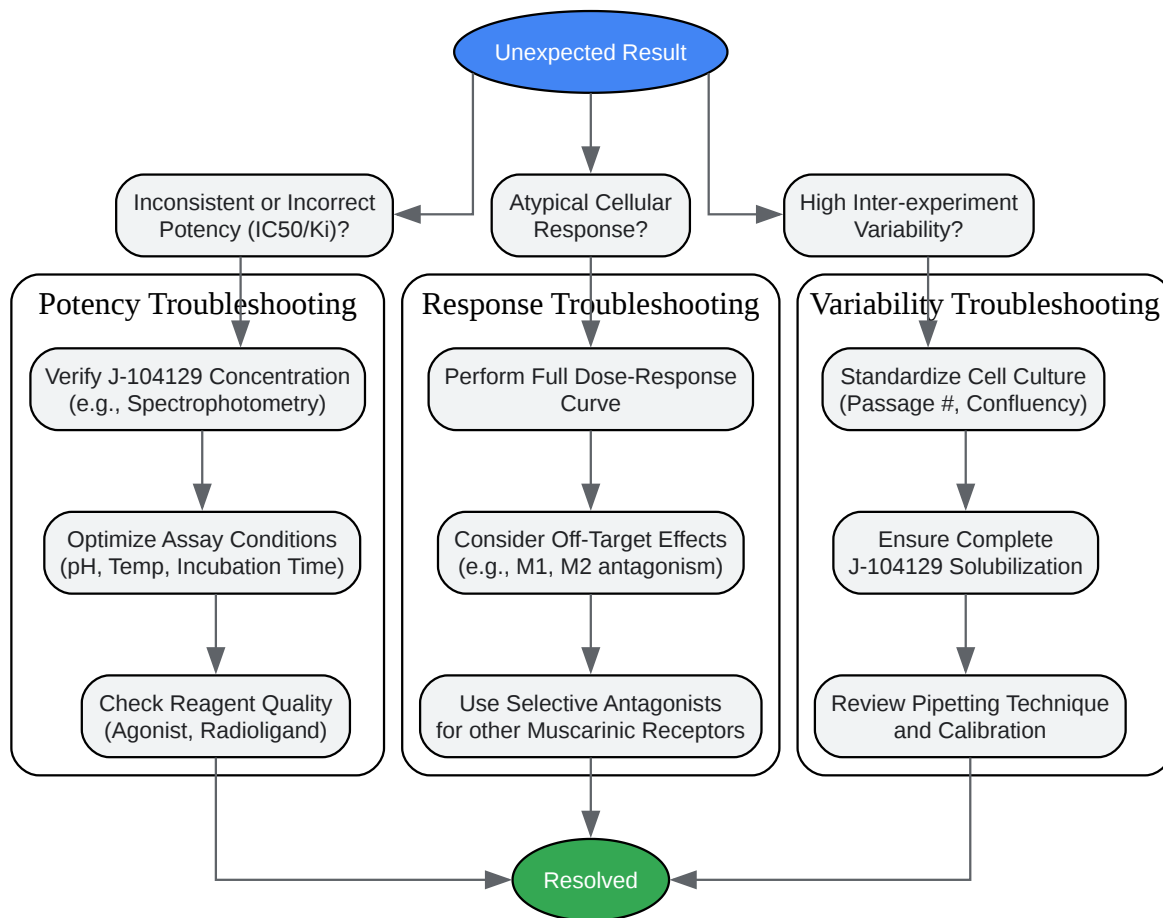 Unexpected Result
Inconsistent or Incorrect
Potency (IC50/Ki)?
Atypical Cellular
Response?
High Inter-experiment
Variability?
Potency Troubleshooting
Response Troubleshooting
Variability Troubleshooting
Verify J-104129 Concentration
(e.g., Spectrophotometry)
Perform Full Dose-Response
Curve
Standardize Cell Culture
(Passage #, Confluency)
Optimize Assay Conditions
(pH, Temp, Incubation Time)
Consider Off-Target Effects
(e.g., M1, M2 antagonism)
Ensure Complete
J-104129 Solubilization
Check Reagent Quality
(Agonist, Radioligand)
Use Selective Antagonists
for other Muscarinic Receptors
Review Pipetting Technique
and Calibration
Resolved